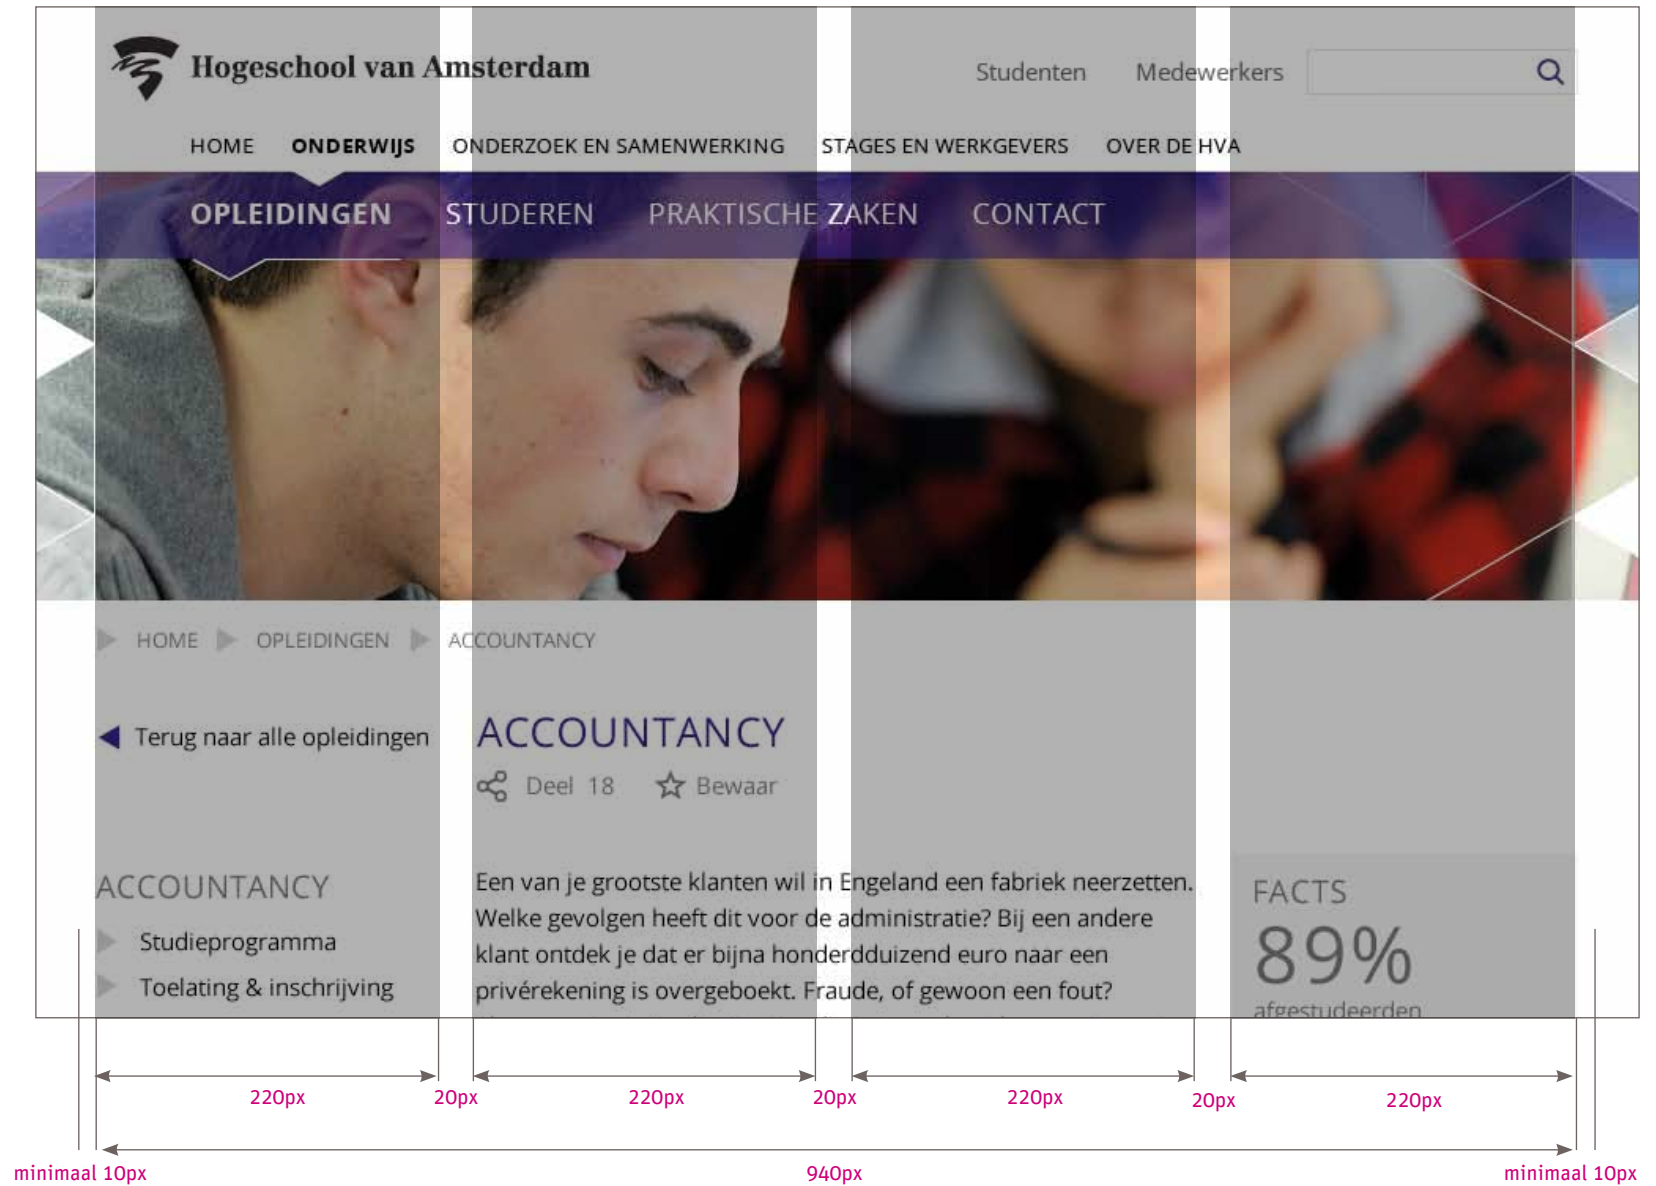 Hogeschool van Amsterdam
Studenten Medewerkers
HOME ONDERWIJS ONDERZOEK EN SAMENWERKING STAGES EN WERKGEVERS OVER DE HVA
OPLEIDINGEN STUDEREN PRAKTISCHE ZAKEN CONTACT
HOME OPLEIDINGEN ACCOUNTANCY
Terug naar alle opleidingen
ACCOUNTANCY
Deel 18 Bewaar
ACCOUNTANCY
Studieprogramma
Toelating & inschrijving
Een van je grootste klanten wil in Engeland een fabriek neerzetten.
Welke gevolgen heeft dit voor de administratie? Bij een andere
klant ontdek je dat er bijna honderdduizend euro naar een
privérekening is overgeboekt. Fraude, of gewoon een fout?
FACTS
89%
afgestudeerden
220px 20px 220px 20px 220px 20px 220px
minimaal 10px 940px minimaal 10px